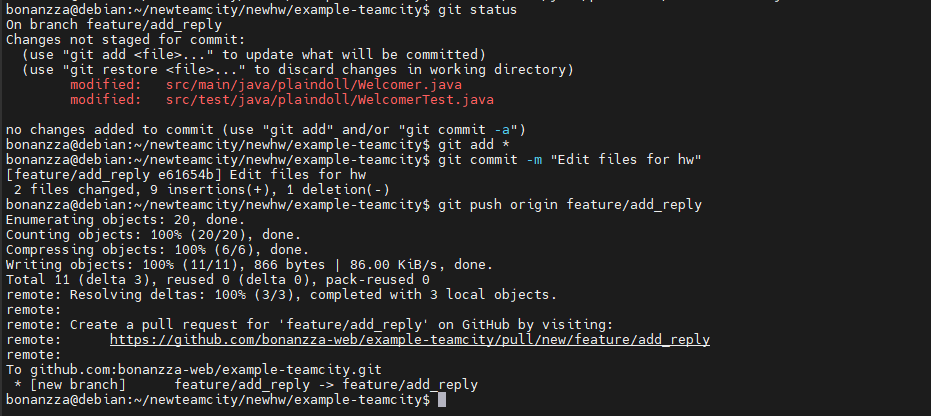 bonanzza@debian:~/newteamcity/newhw/example-teamcity$ git status
On branch feature/add_reply
Changes not staged for commit:
  (use "git add <file>..." to update what will be committed)
  (use "git restore <file>..." to discard changes in working directory)
        modified:   src/main/java/plaindoll/Welcomer.java
        modified:   src/test/java/plaindoll/WelcomerTest.java

no changes added to commit (use "git add" and/or "git commit -a")
bonanzza@debian:~/newteamcity/newhw/example-teamcity$ git add *
bonanzza@debian:~/newteamcity/newhw/example-teamcity$ git commit -m "Edit files for hw"
[feature/add_reply e61654b] Edit files for hw
 2 files changed, 9 insertions(+), 1 deletion(-)
bonanzza@debian:~/newteamcity/newhw/example-teamcity$ git push origin feature/add_reply
Enumerating objects: 20, done.
Counting objects: 100% (20/20), done.
Compressing objects: 100% (6/6), done.
Writing objects: 100% (11/11), 866 bytes | 86.00 KiB/s, done.
Total 11 (delta 3), reused 0 (delta 0), pack-reused 0
remote: Resolving deltas: 100% (3/3), completed with 3 local objects.
remote:
remote: Create a pull request for 'feature/add_reply' on GitHub by visiting:
remote:      https://github.com/bonanzza-web/example-teamcity/pull/new/feature/add_reply
remote:
To github.com:bonanzza-web/example-teamcity.git
 * [new branch]      feature/add_reply -> feature/add_reply
bonanzza@debian:~/newteamcity/newhw/example-teamcity$